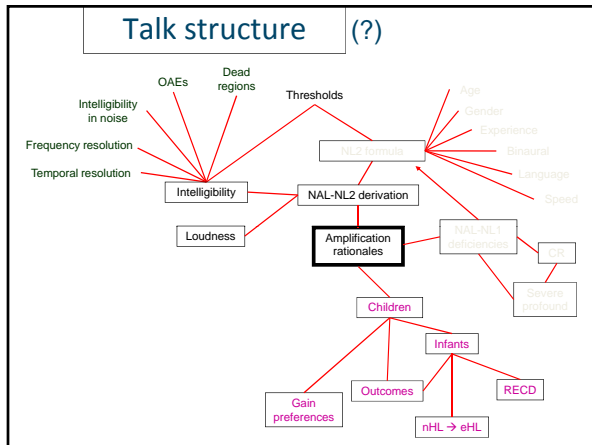 Talk structure (?)
Dead
regions
OAEs
Thresholds
Age
Intelligibility
in noise
Gender
Experience
Frequency resolution
NL2 formula
Binaural
Temporal resolution
Language
Intelligibility
NAL-NL2 derivation
Speed
Loudness
Amplification
rationales
NAL-NL1
deficiencies
CR
Severe
profound
Children
Infants
Outcomes
RECD
Gain
preferences
nHL → eHL